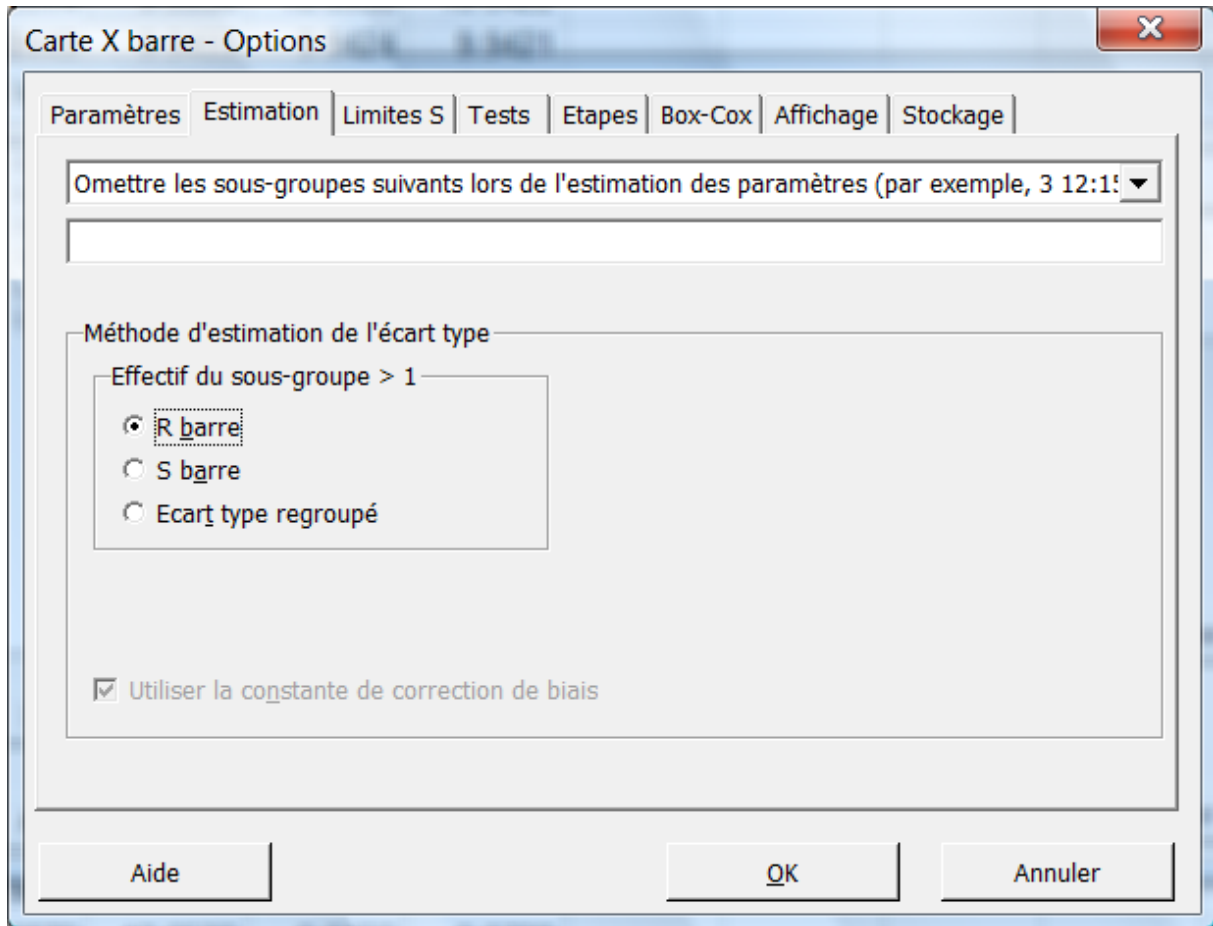 Carte X barre - Options
Paramètres Estimation Limites S Tests Etapes Box-Cox Affichage Stockage
Omettre les sous-groupes suivants lors de l'estimation des paramètres (par exemple, 3 12:15
Méthode d'estimation de l'écart type
Effectif du sous-groupe > 1
R barre
S barre
Ecart type regroupé
Utiliser la constante de correction de biais
Aide OK Annuler